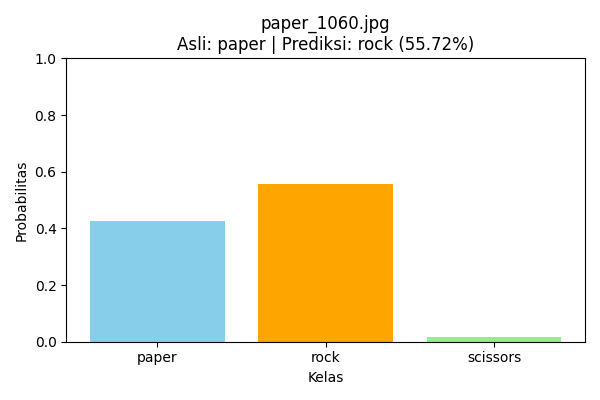 paper_1060.jpg
Asli: paper | Prediksi: rock (55.72%)
1.0
0.8
0.6
0.4
0.2
0.0
Probabilitas
paper rock scissors
Kelas